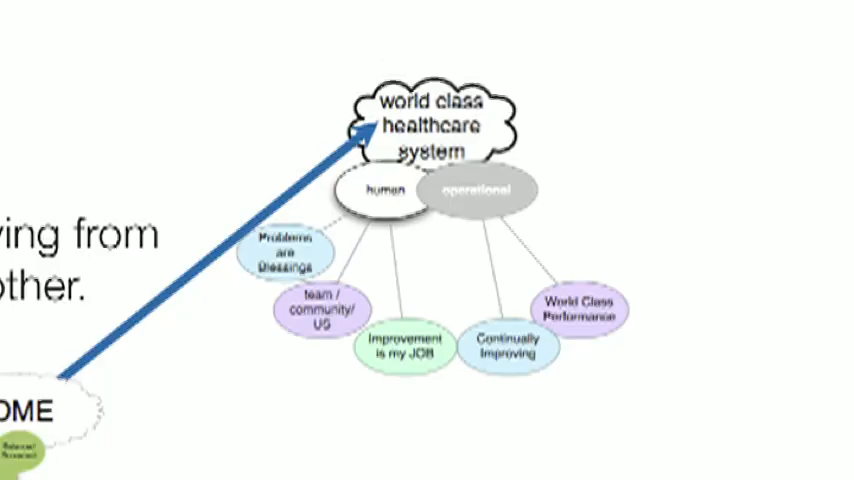 world class
healthcare
system
human
operational
ing from
other.
Problems
are
Blessings
team /
community/
US
Improvement
is my JOB
Continually
Improving
World Class
Performance
OME